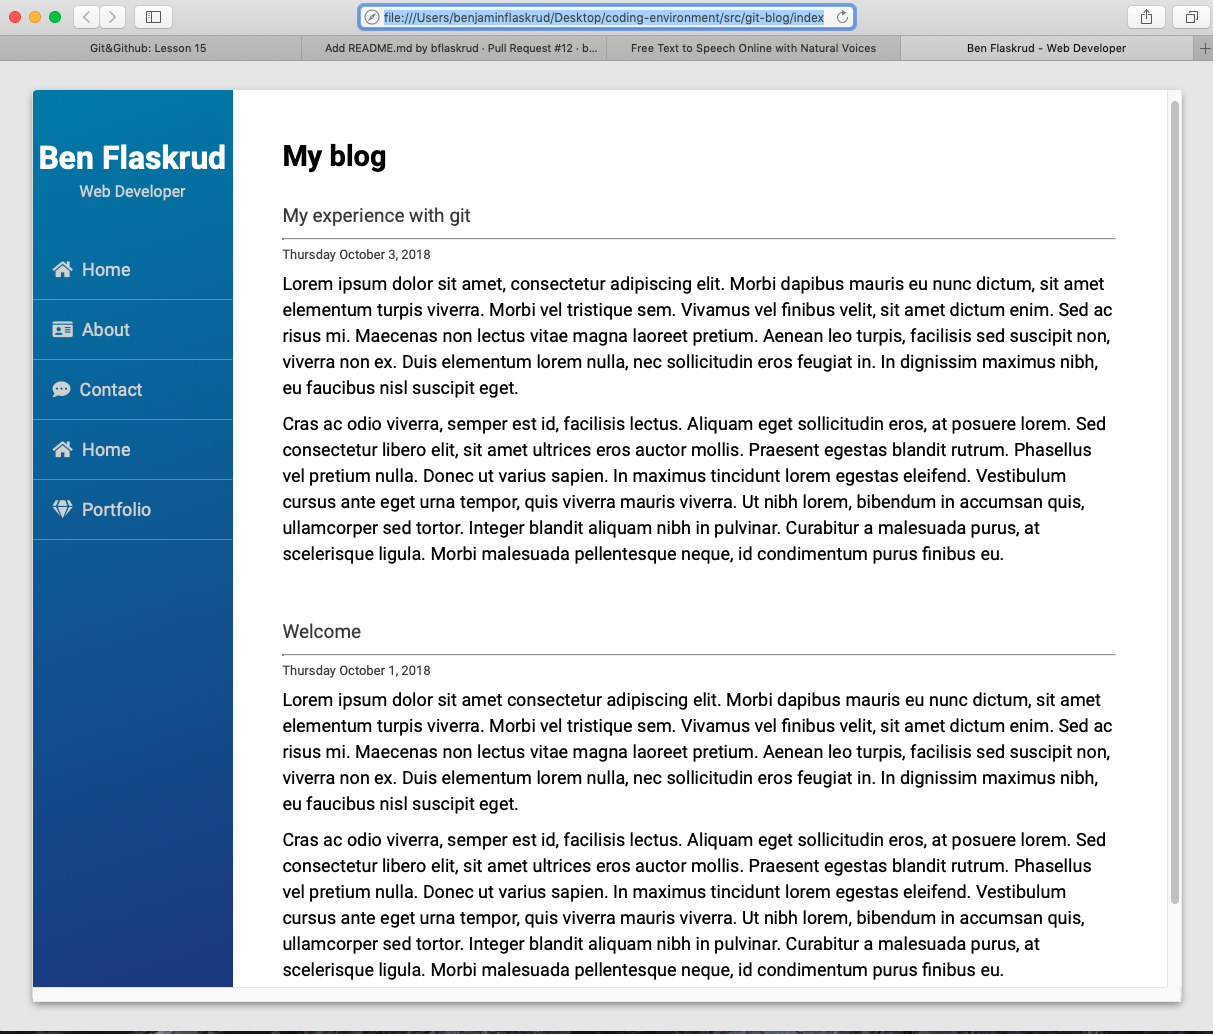 file:///Users/benjaminflaskrud/Desktop/coding-environment/src/git-blog/index
Git&Github: Lesson 15
Add README.md by bflaskrud · Pull Request #12 · b...
Free Text to Speech Online with Natural Voices
Ben Flaskrud - Web Developer
Ben Flaskrud
Web Developer
Home
About
Contact
Home
Portfolio
My blog
My experience with git
Thursday October 3, 2018
Lorem ipsum dolor sit amet, consectetur adipiscing elit. Morbi dapibus mauris eu nunc dictum, sit amet
elementum turpis viverra. Morbi vel tristique sem. Vivamus vel finibus velit, sit amet dictum enim. Sed ac
risus mi. Maecenas non lectus vitae magna laoreet pretium. Aenean leo turpis, facilisis sed suscipit non,
viverra non ex. Duis elementum lorem nulla, nec sollicitudin eros feugiat in. In dignissim maximus nibh,
eu faucibus nisl suscipit eget.
Cras ac odio viverra, semper est id, facilisis lectus. Aliquam eget sollicitudin eros, at posuere lorem. Sed
consectetur libero elit, sit amet ultrices eros auctor mollis. Praesent egestas blandit rutrum. Phasellus
vel pretium nulla. Donec ut varius sapien. In maximus tincidunt lorem egestas eleifend. Vestibulum
cursus ante eget urna tempor, quis viverra mauris viverra. Ut nibh lorem, bibendum in accumsan quis,
ullamcorper sed tortor. Integer blandit aliquam nibh in pulvinar. Curabitur a malesuada purus, at
scelerisque ligula. Morbi malesuada pellentesque neque, id condimentum purus finibus eu.
Welcome
Thursday October 1, 2018
Lorem ipsum dolor sit amet consectetur adipiscing elit. Morbi dapibus mauris eu nunc dictum, sit amet
elementum turpis viverra. Morbi vel tristique sem. Vivamus vel finibus velit, sit amet dictum enim. Sed ac
risus mi. Maecenas non lectus vitae magna laoreet pretium. Aenean leo turpis, facilisis sed suscipit non,
viverra non ex. Duis elementum lorem nulla, nec sollicitudin eros feugiat in. In dignissim maximus nibh,
eu faucibus nisl suscipit eget.
Cras ac odio viverra, semper est id, facilisis lectus. Aliquam eget sollicitudin eros, at posuere lorem. Sed
consectetur libero elit, sit amet ultrices eros auctor mollis. Praesent egestas blandit rutrum. Phasellus
vel pretium nulla. Donec ut varius sapien. In maximus tincidunt lorem egestas eleifend. Vestibulum
cursus ante eget urna tempor, quis viverra mauris viverra. Ut nibh lorem, bibendum in accumsan quis,
ullamcorper sed tortor. Integer blandit aliquam nibh in pulvinar. Curabitur a malesuada purus, at
scelerisque ligula. Morbi malesuada pellentesque neque, id condimentum purus finibus eu.